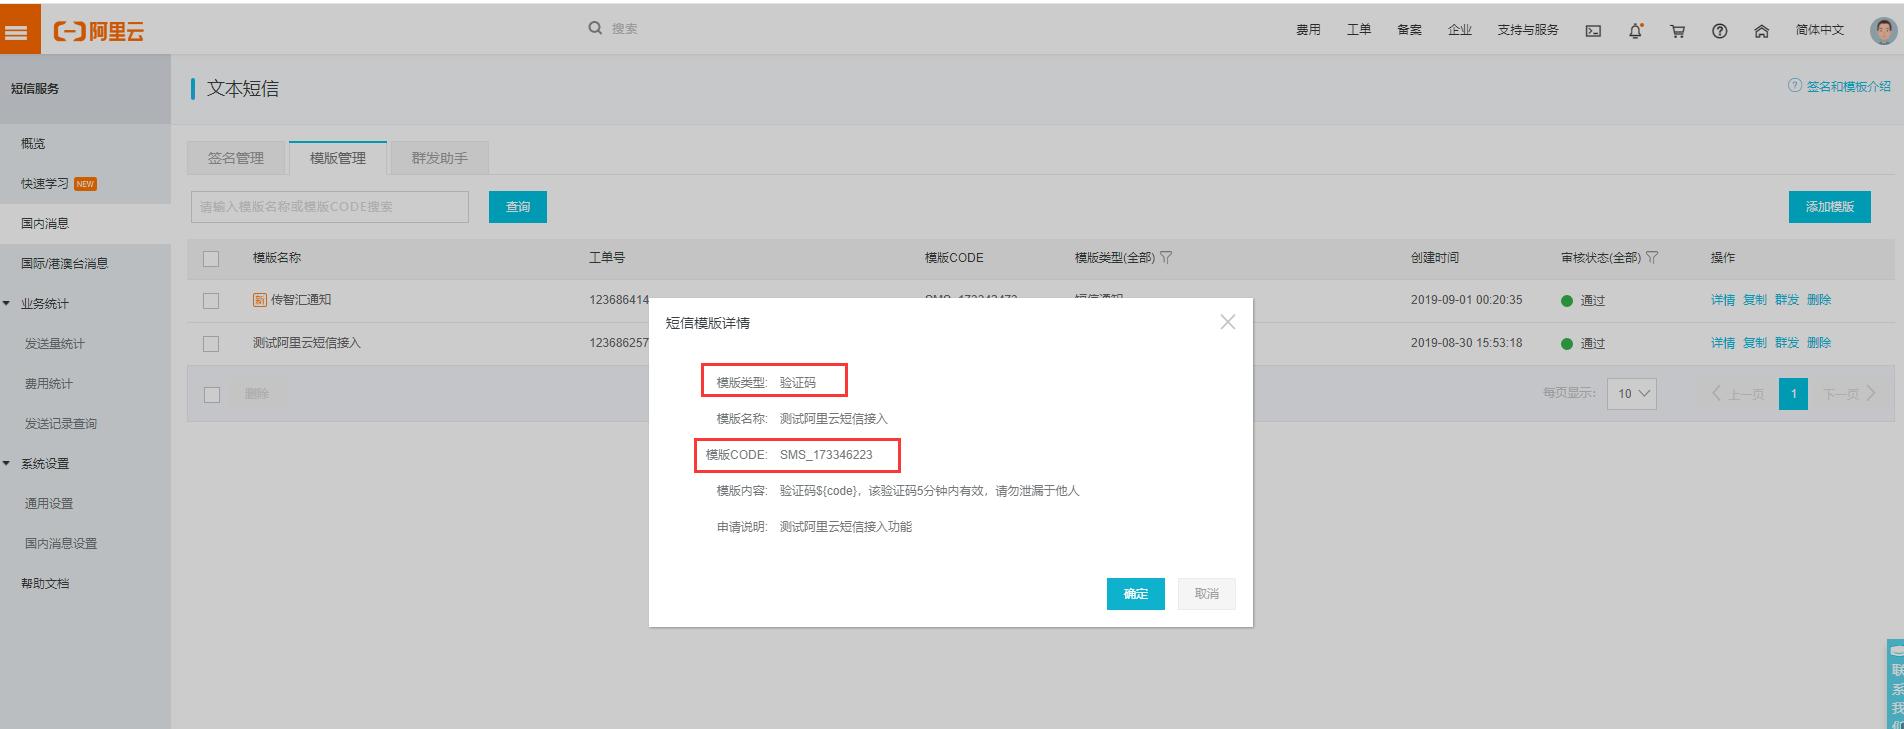 阿里云
搜索
费用 工单 备案 企业 支持与服务 简体中文
短信服务
概览
快速学习 NEW
国内消息
国际/港澳台消息
业务统计
发送量统计
费用统计
发送记录查询
系统设置
通用设置
国内消息设置
帮助文档
文本短信
签名和模板介绍
签名管理 模版管理 群发助手
请输入模版名称或模版CODE搜索 查询 添加模版
模版名称 工单号 模版CODE 模版类型(全部) 创建时间 审核状态(全部) 操作
新 传智汇通知 123686414 2019-09-01 00:20:35 通过 详情 复制 群发 删除
测试阿里云短信接入 123686257 2019-08-30 15:53:18 通过 详情 复制 群发 删除
删除 每页显示: 10 上一页 1 下一页
短信模版详情
模版类型: 验证码
模版名称: 测试阿里云短信接入
模版CODE: SMS_173346223
模版内容: 验证码${code}，该验证码5分钟内有效，请勿泄漏于他人
申请说明: 测试阿里云短信接入功能
确定 取消
联
系
我
们